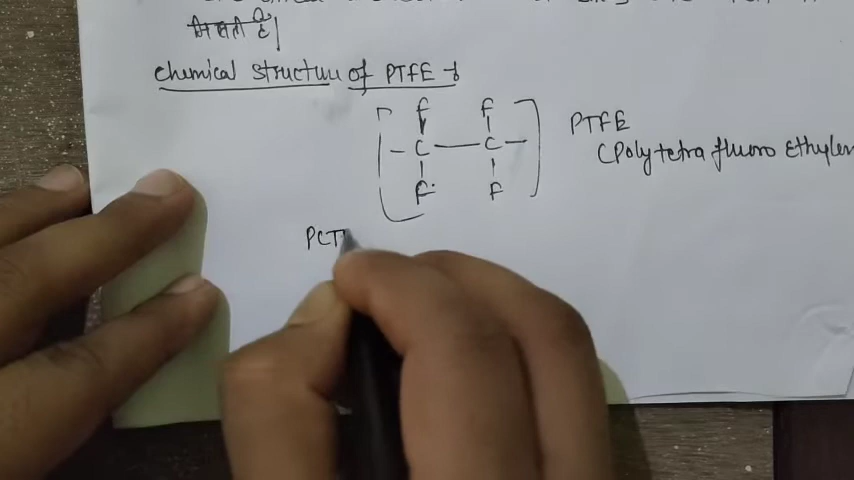 मिलती है।
Chemical structure of PTFE
F F
- C - C -
F F
PTFE
(Poly tetra fluoro Ethylen
PCT